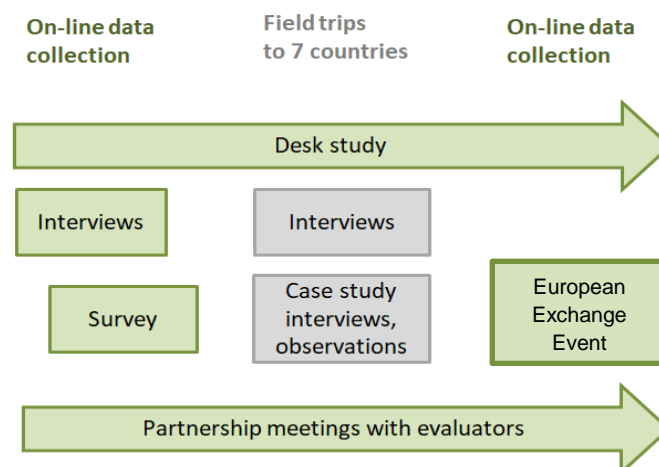 On-line data
collection
Field trips
to 7 countries
On-line data
collection
Desk study
Interviews
Interviews
Survey
Case study
interviews,
observations
European
Exchange
Event
Partnership meetings with evaluators